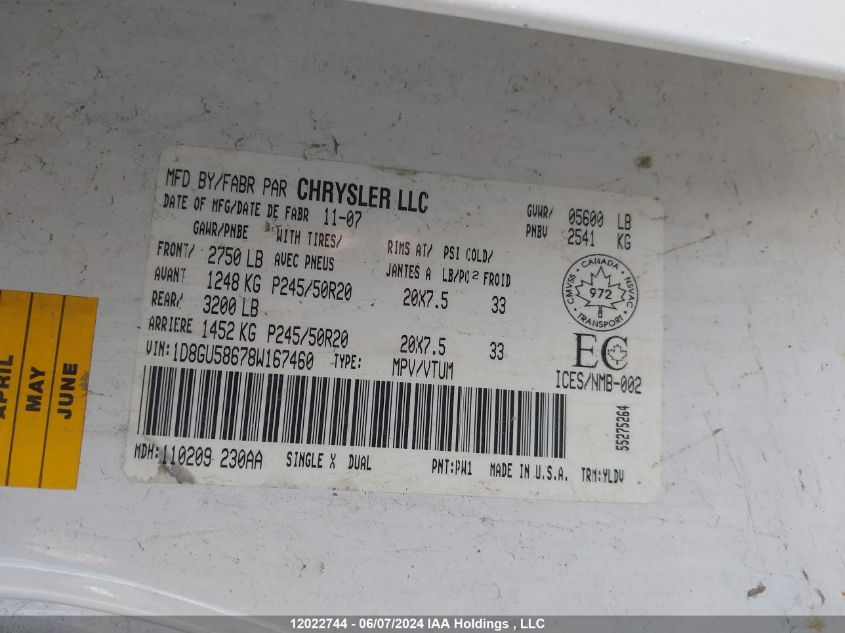 MFD BY/FABR PAR CHRYSLER LLC
DATE OF MFG/DATE DE FABR 11-07
GVWR/ 05600 LB
PNBV 2541 KG
GAWR/PNBE WITH TIRES/ RIMS AT/ PSI COLD/
FRONT/ 2750 LB AVEC PNEUS JANTES A LB/PO² FROID
AVANT 1248 KG P245/50R20 20X7.5 33
REAR/ 3200 LB
ARRIERE 1452 KG P245/50R20 20X7.5 33
VIN: 1D8GU58678W167460 TYPE: MPV/VTUM
CANADA
CMVSS NSVAC
972
TRANSPORT
EC
ICES/NMB-002
55275264
MDH: 110209 230AA SINGLE X DUAL PNT: PW1 MADE IN U.S.A. TRM: YLDV
APRIL
MAY
JUNE
12022744 - 06/07/2024 IAA Holdings , LLC